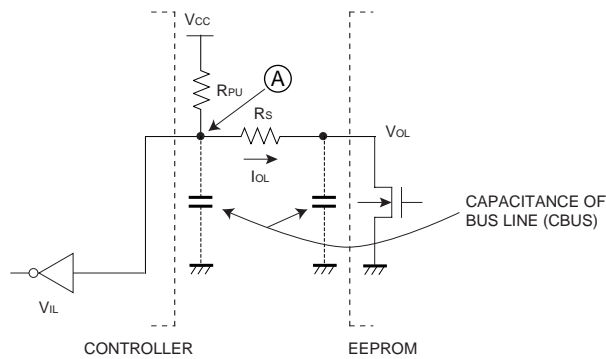 VCC
A
RPU
RS
VOL
IOL
CAPACITANCE OF
BUS LINE (CBUS)
VIL
CONTROLLER
EEPROM